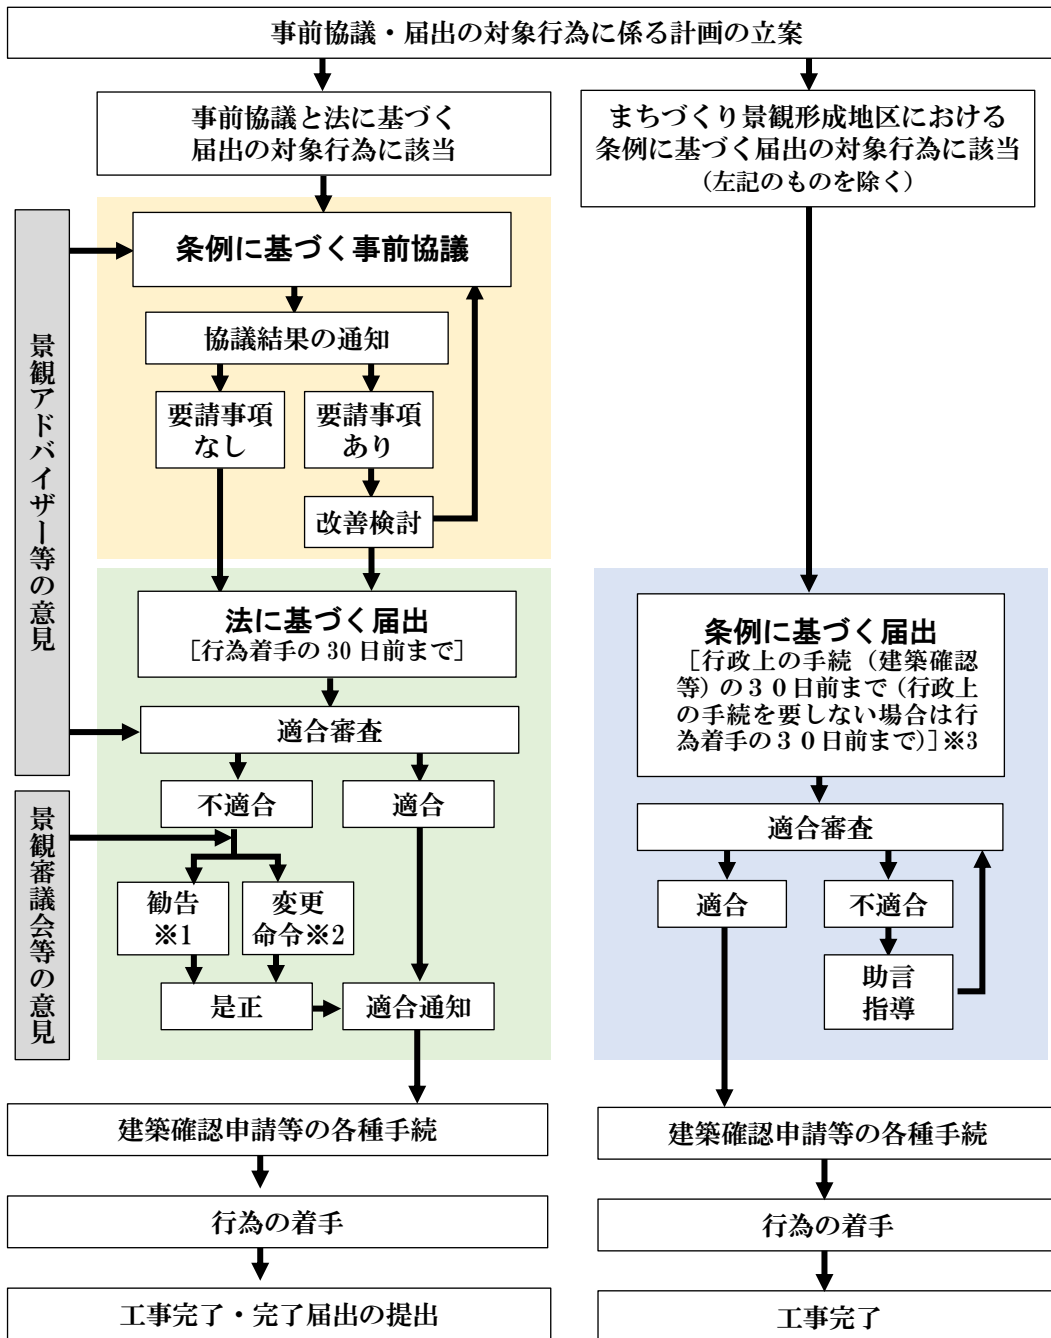 事前協議・届出の対象行為に係る計画の立案
事前協議と法に基づく
届出の対象行為に該当
まちづくり景観形成地区における
条例に基づく届出の対象行為に該当
（左記のものを除く）
景観アドバイザー等の意見
条例に基づく事前協議
協議結果の通知
要請事項
なし
要請事項
あり
改善検討
法に基づく届出
［行為着手の 30 日前まで］
適合審査
不適合
適合
景観審議会等の意見
勧告
※1
変更
命令※2
是正
適合通知
条例に基づく届出
［行政上の手続（建築確認
等）の３０日前まで（行政上
の手続を要しない場合は行
為着手の３０日前まで）］※3
適合審査
適合
不適合
助言
指導
建築確認申請等の各種手続
行為の着手
工事完了・完了届出の提出
建築確認申請等の各種手続
行為の着手
工事完了